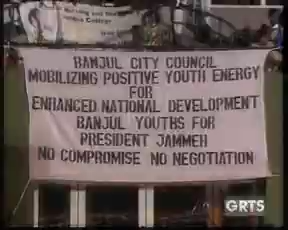 BANJUL CITY COUNCIL
MOBILIZING POSITIVE YOUTH ENERGY
FOR
ENHANCED NATIONAL DEVELOPMENT
BANJUL YOUTHS FOR
PRESIDENT JAMMEH
NO COMPROMISE NO NEGOTIATION
GRTS